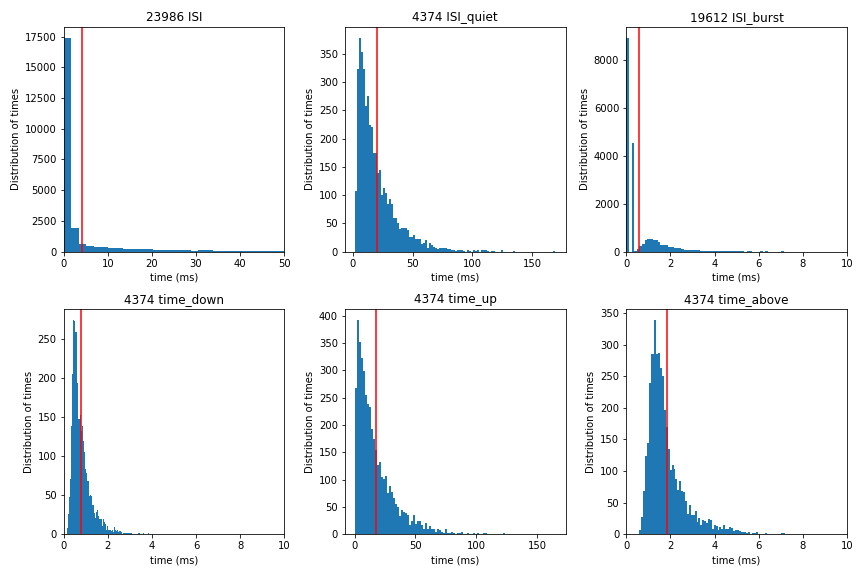 23986 ISI
17500
15000
12500
10000
7500
5000
2500
0
Distribution of times
0 10 20 30 40 50
time (ms)
4374 ISI_quiet
350
300
250
200
150
100
50
0
Distribution of times
0 50 100 150
time (ms)
19612 ISI_burst
8000
6000
4000
2000
0
Distribution of times
0 2 4 6 8 10
time (ms)
4374 time_down
250
200
150
100
50
0
Distribution of times
0 2 4 6 8 10
time (ms)
4374 time_up
400
350
300
250
200
150
100
50
0
Distribution of times
0 50 100 150
time (ms)
4374 time_above
350
300
250
200
150
100
50
0
Distribution of times
0 2 4 6 8 10
time (ms)